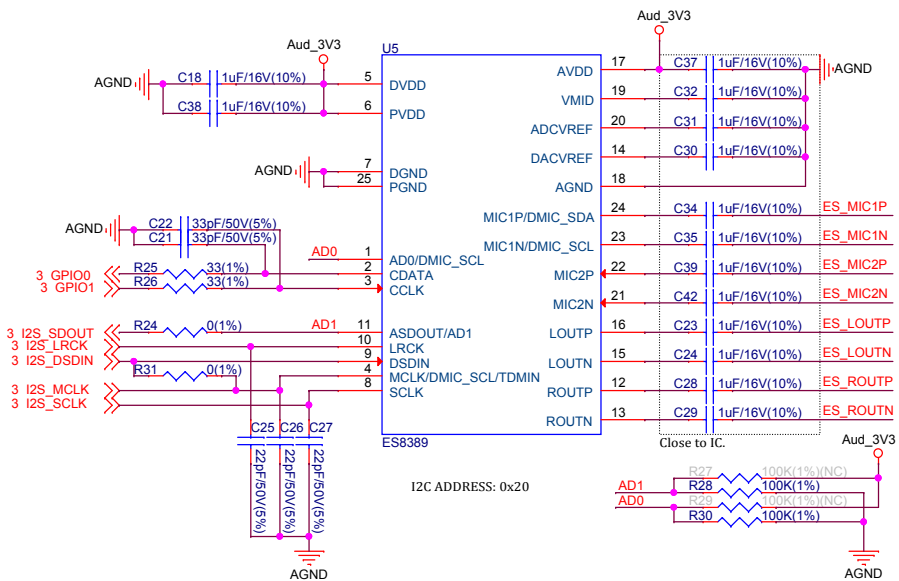 Aud_3V3
Aud_3V3
U5
AGND
C18
1uF/16V(10%)
5
DVDD
C38
1uF/16V(10%)
6
PVDD
AGND
7
DGND
25
PGND
AGND
C22
33pF/50V(5%)
C21
33pF/50V(5%)
AD0
1
AD0/DMIC_SCL
3 GPIO0
R25
33(1%)
2
CDATA
3 GPIO1
R26
33(1%)
3
CCLK
3 I2S_SDOUT
R24
0(1%)
AD1
11
ASDOUT/AD1
3 I2S_LRCK
10
LRCK
3 I2S_DSDIN
9
DSDIN
R31
0(1%)
4
MCLK/DMIC_SCL/TDMIN
3 I2S_MCLK
8
SCLK
3 I2S_SCLK
C25
C26
C27
22pF/50V(5%)
22pF/50V(5%)
22pF/50V(5%)
AGND
AVDD
17
C37
1uF/16V(10%)
AGND
VMID
19
C32
1uF/16V(10%)
ADCVREF
20
C31
1uF/16V(10%)
DACVREF
14
C30
1uF/16V(10%)
AGND
18
MIC1P/DMIC_SDA
24
C34
1uF/16V(10%)
ES_MIC1P
MIC1N/DMIC_SCL
23
C35
1uF/16V(10%)
ES_MIC1N
MIC2P
22
C39
1uF/16V(10%)
ES_MIC2P
MIC2N
21
C42
1uF/16V(10%)
ES_MIC2N
LOUTP
16
C23
1uF/16V(10%)
ES_LOUTP
LOUTN
15
C24
1uF/16V(10%)
ES_LOUTN
ROUTP
12
C28
1uF/16V(10%)
ES_ROUTP
ROUTN
13
C29
1uF/16V(10%)
ES_ROUTN
ES8389
Close to IC.
I2C ADDRESS: 0x20
Aud_3V3
R27
100K(1%)(NC)
AD1
R28
100K(1%)
AD0
R29
100K(1%)(NC)
R30
100K(1%)
AGND